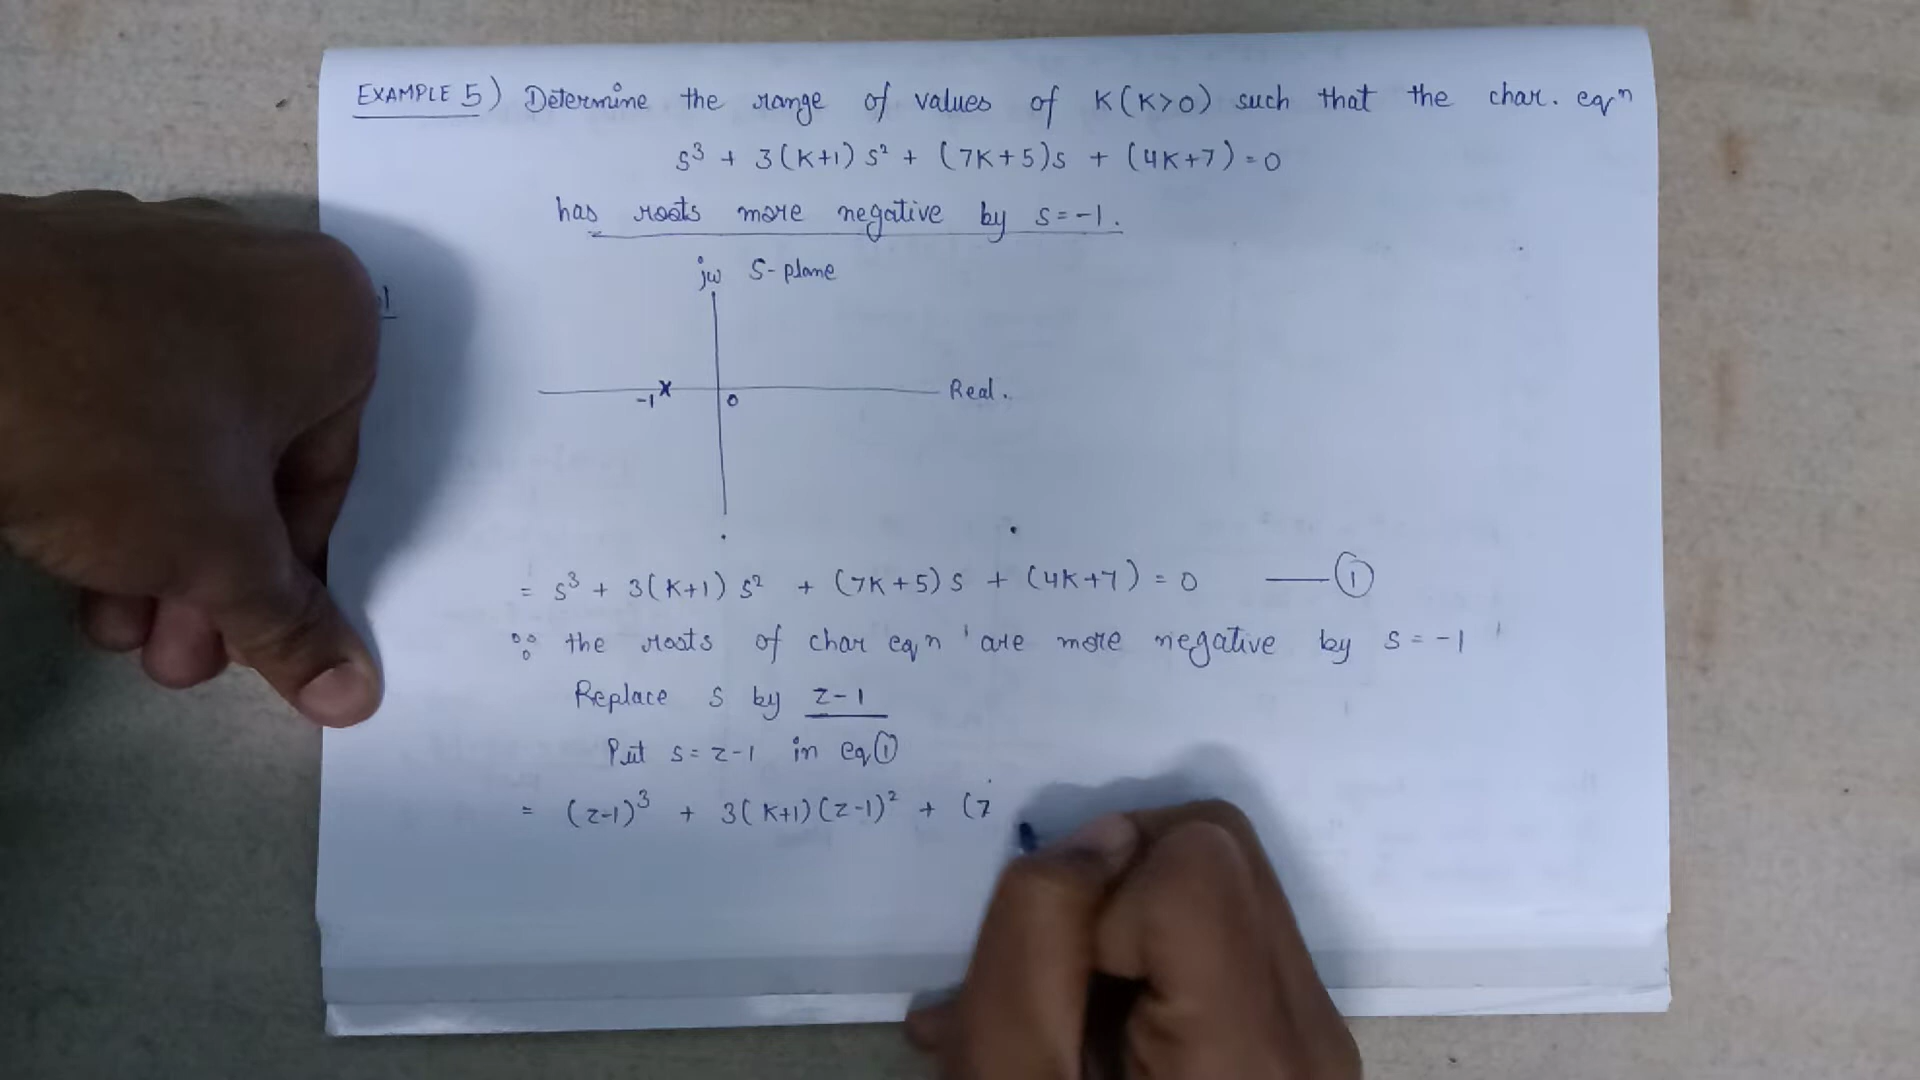 EXAMPLE 5) Determine the range of values of K(K>0) such that the char. eqⁿ
s³ + 3(K+1) s² + (7K+5)s + (4K+7) = 0
has roots more negative by s=-1.
jω S-plane
-1 x 0 Real.
= s³ + 3(K+1) s² + (7K+5) s + (4K+7) = 0 —— ①
∵ the roots of char eqn 'are more negative by s = -1'
Replace s by z-1
Put s = z-1 in eq ①
= (z-1)³ + 3(K+1)(z-1)² + (7